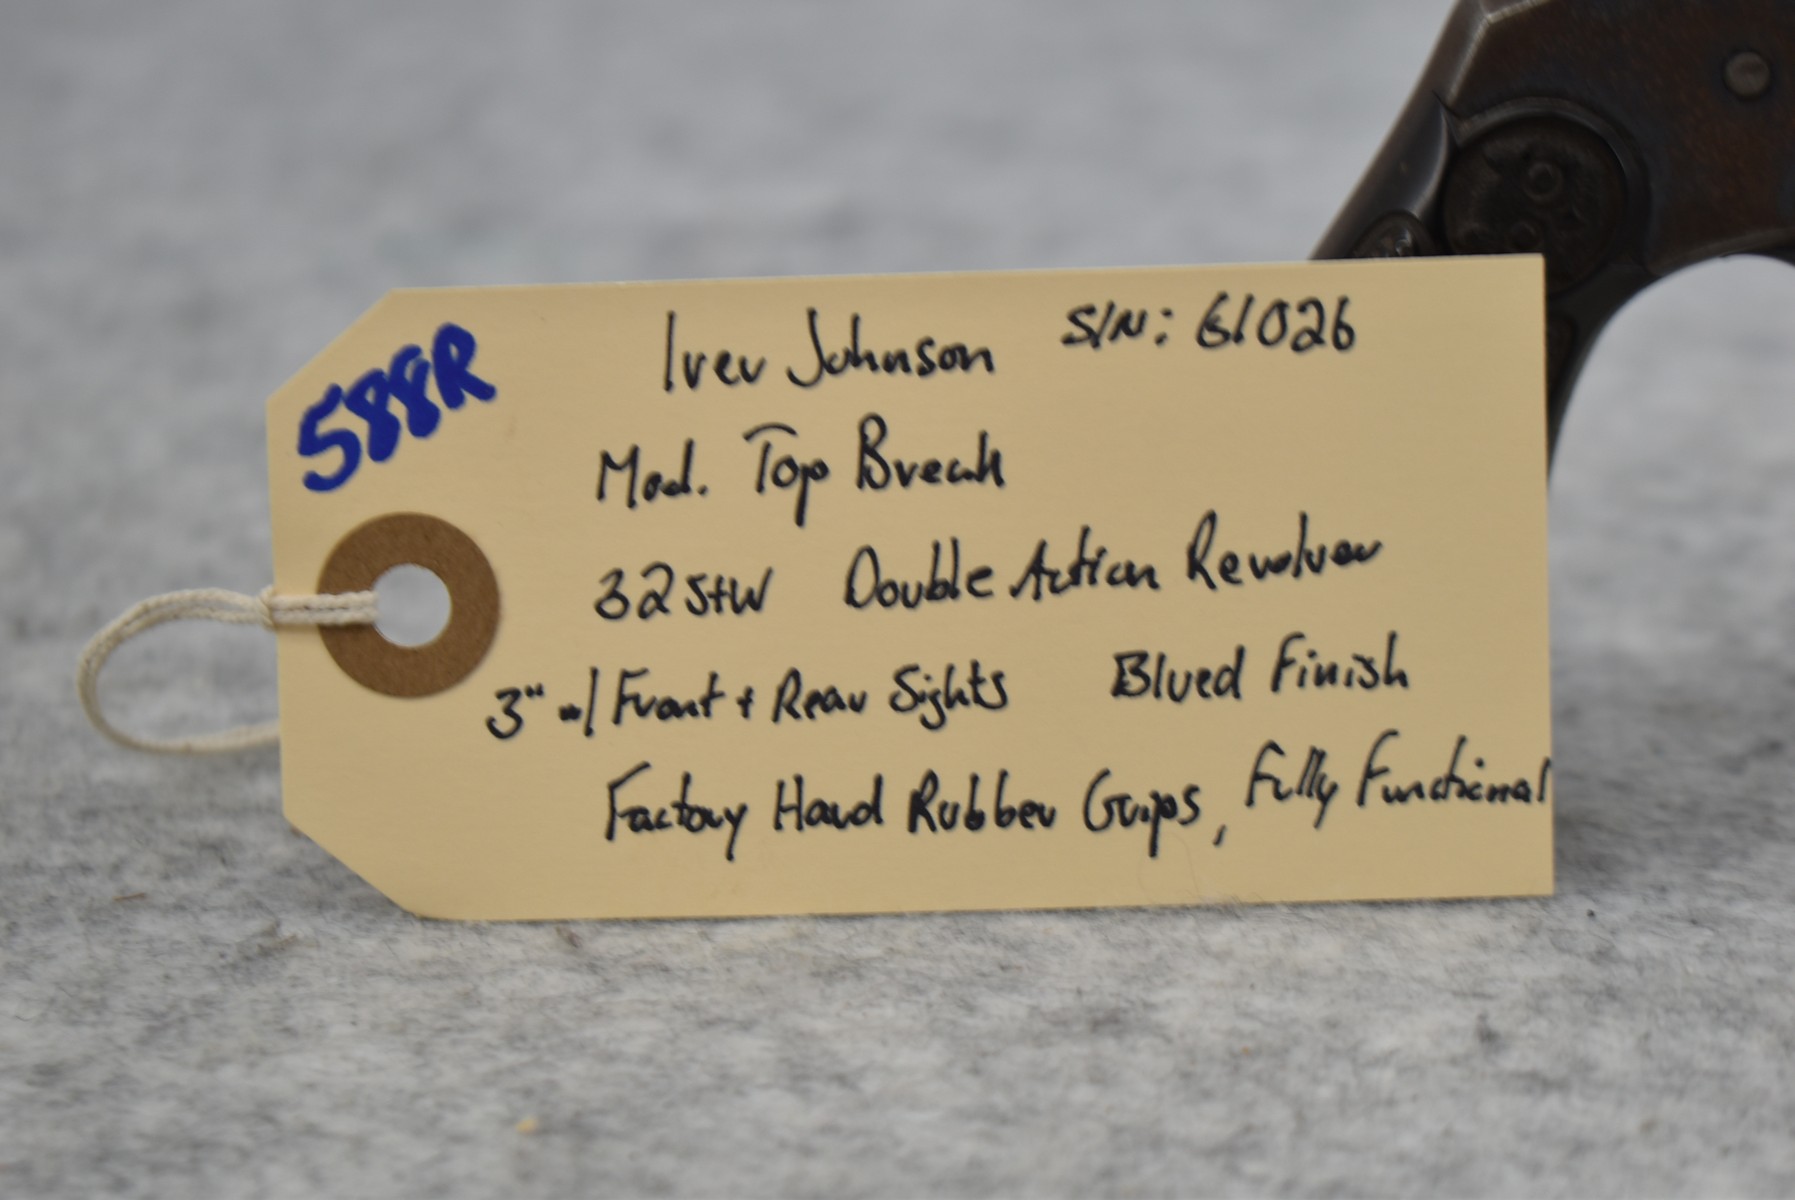 588R
Iver Johnson S/N: 61026
Mod. Top Break
32 S+W Double Action Revolver
3" w/ Front + Rear Sights Blued Finish
Factory Hard Rubber Grips, Fully Functional